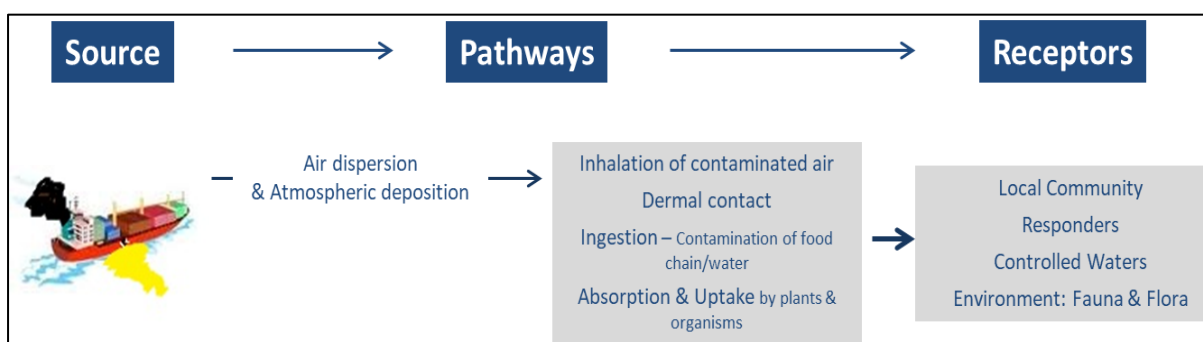 Source
Pathways
Receptors
Air dispersion
& Atmospheric deposition
Inhalation of contaminated air
Dermal contact
Ingestion – Contamination of food
chain/water
Absorption & Uptake by plants &
organisms
Local Community
Responders
Controlled Waters
Environment: Fauna & Flora